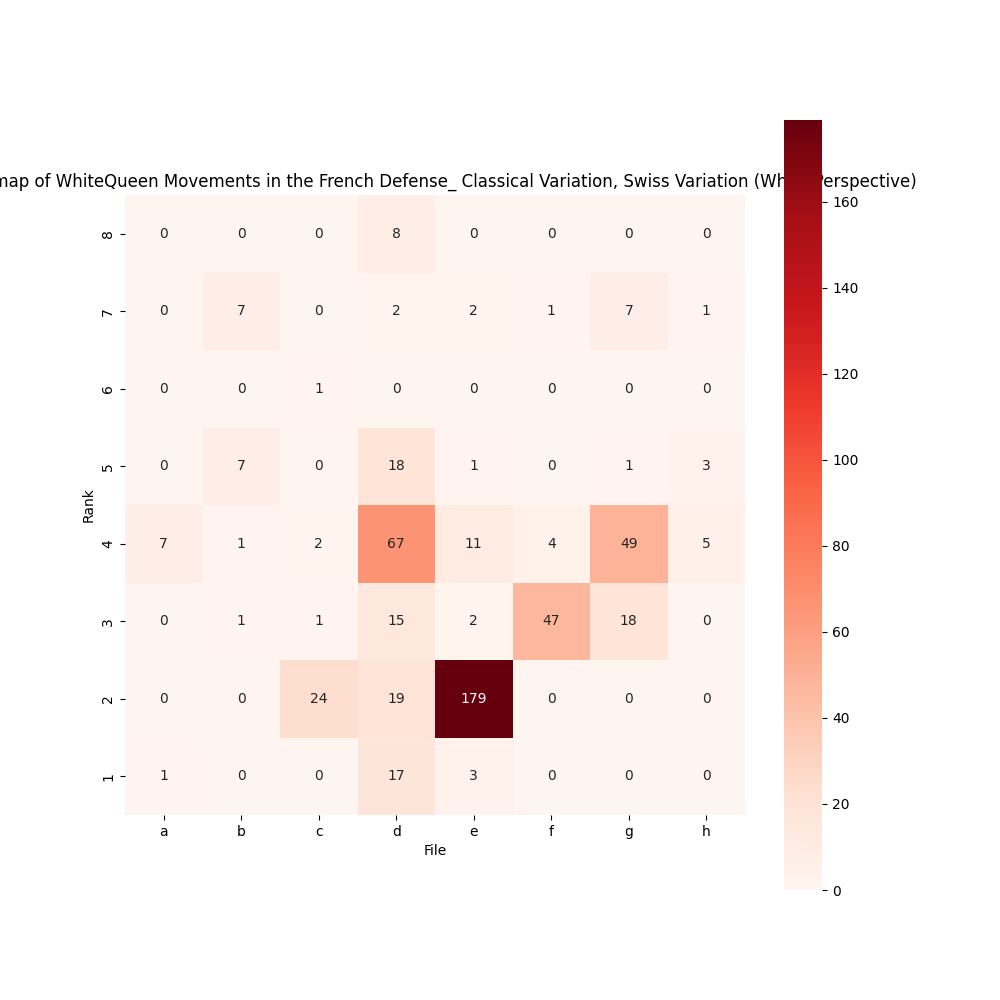 map of WhiteQueen Movements in the French Defense_ Classical Variation, Swiss Variation (Perspective)
8 0 0 0 8 0 0 0 0
160
7 0 7 0 2 2 1 7 1
140
6 0 0 1 0 0 0 0 0
120
5 0 7 0 18 1 0 1 3
100
Rank
4 7 1 2 67 11 4 49 5
80
3 0 1 1 15 2 47 18 0
60
2 0 0 24 19 179 0 0 0
40
1 1 0 0 17 3 0 0 0
20
a b c d e f g h
File
0